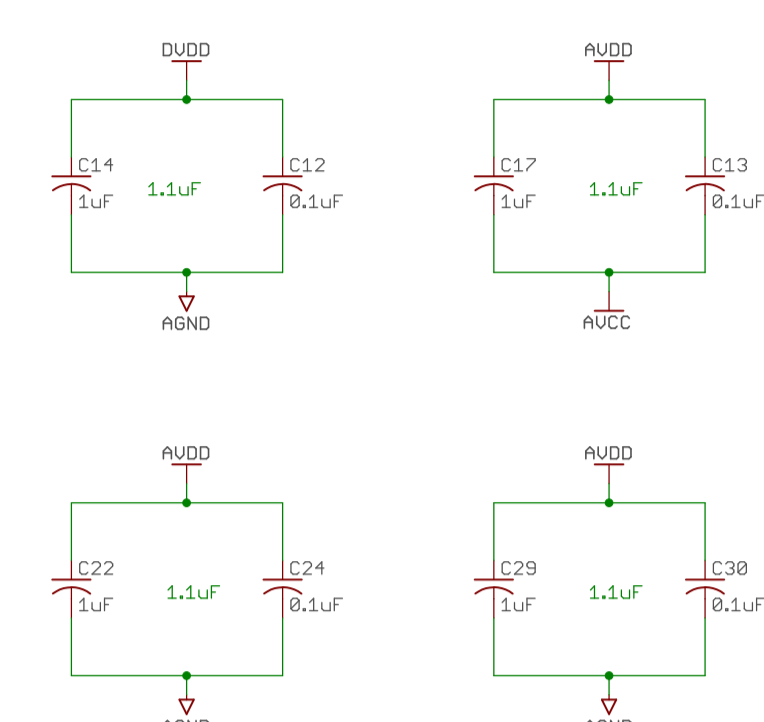 DVDD
C14
1uF
1.1uF
C12
0.1uF
AGND
AVDD
C17
1uF
1.1uF
C13
0.1uF
AVCC
AVDD
C22
1uF
1.1uF
C24
0.1uF
AVDD
C29
1uF
1.1uF
C30
0.1uF